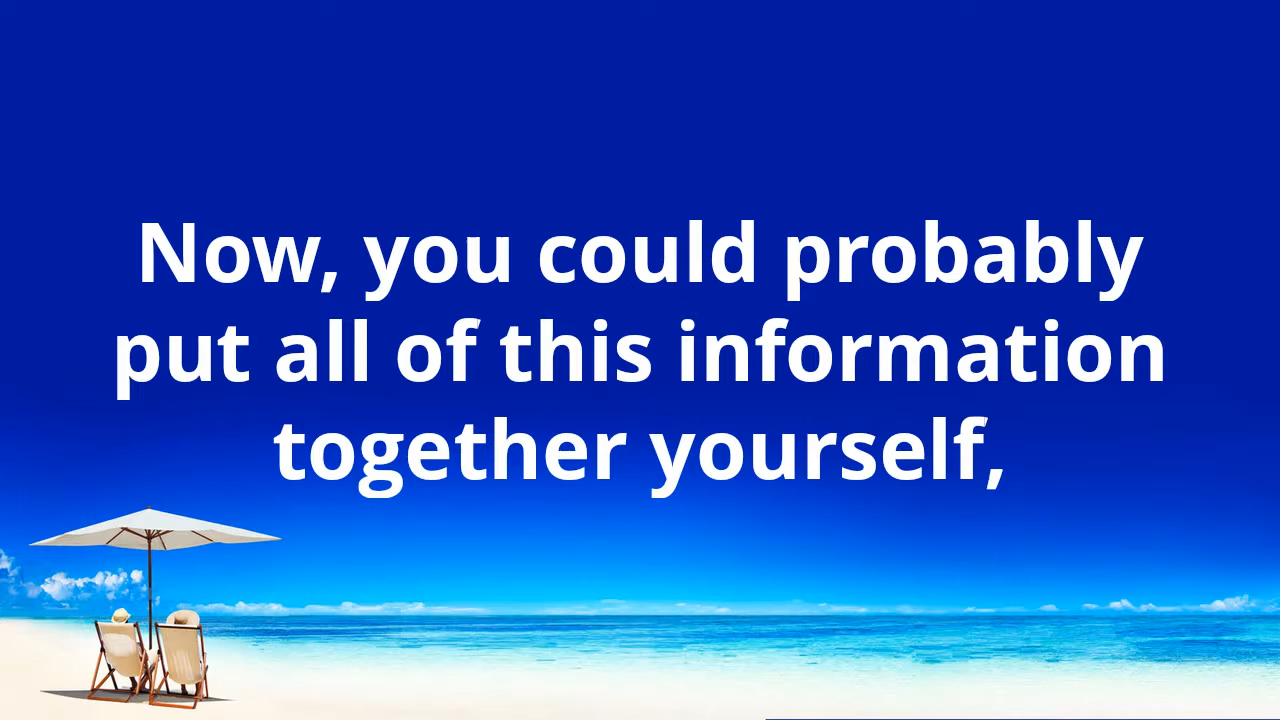 Now, you could probably
put all of this information
together yourself,